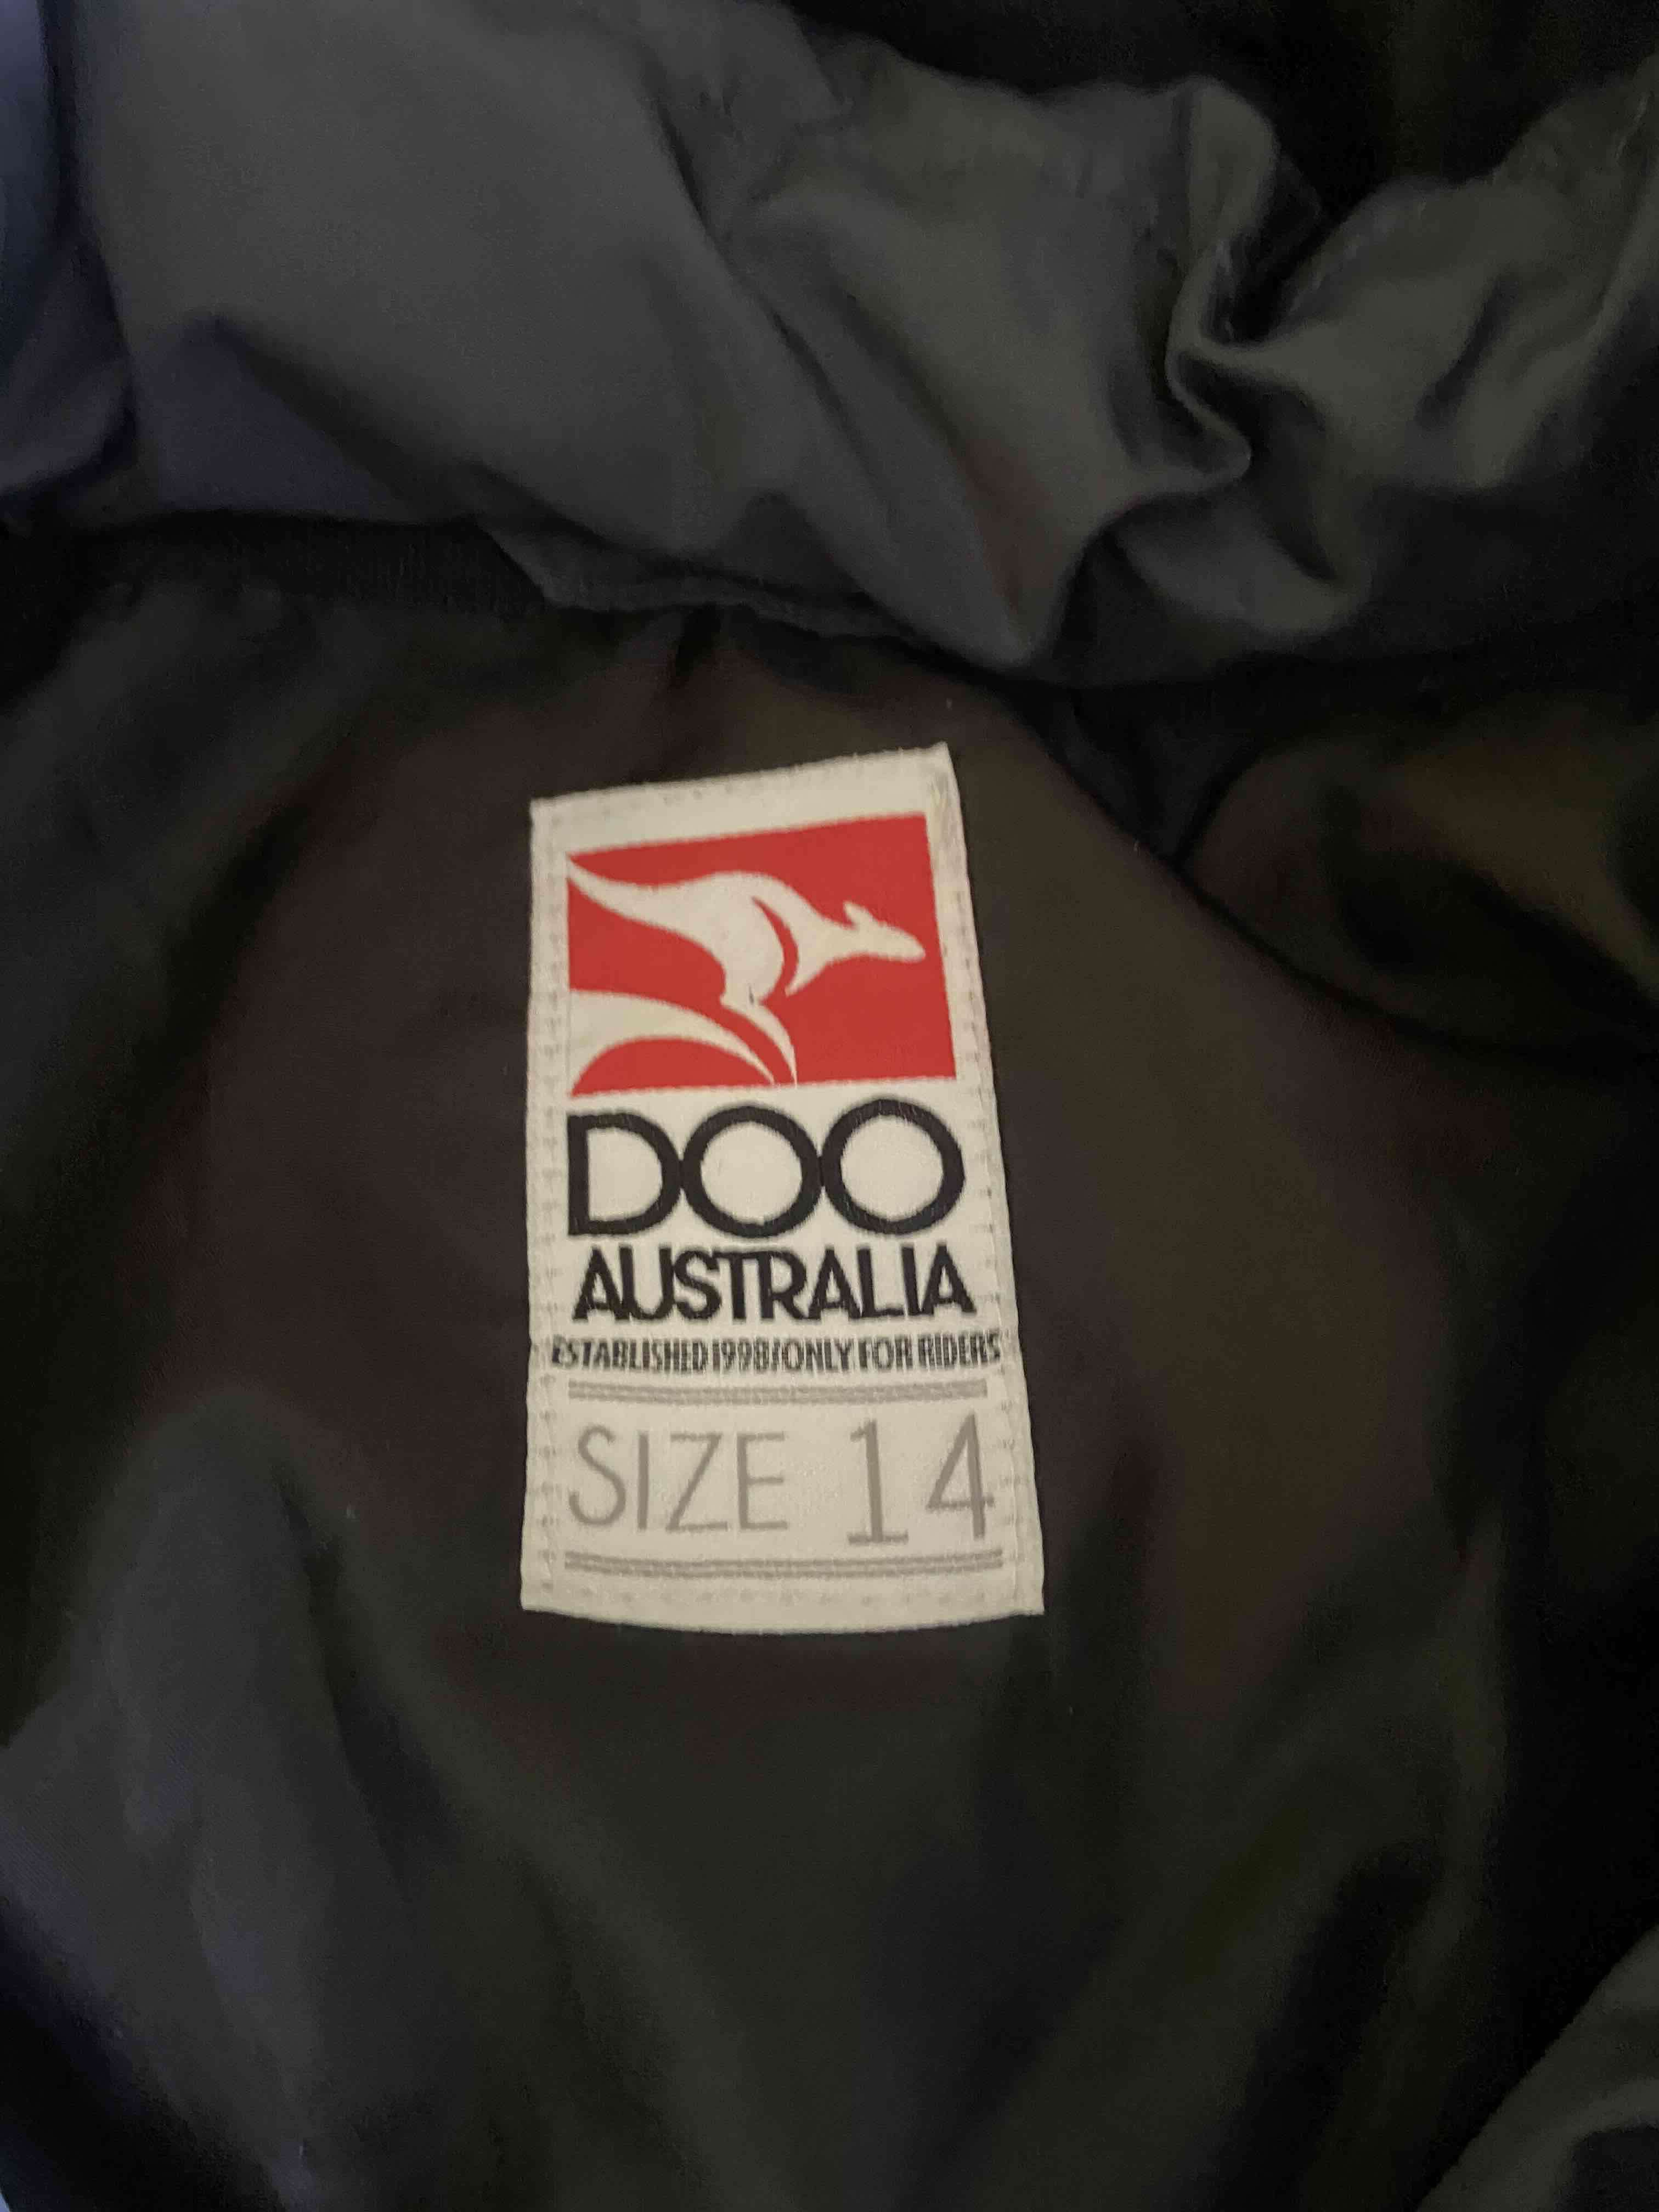 DOO
AUSTRALIA
ESTABLISHED 1998/ONLY FOR RIDERS
SIZE 14